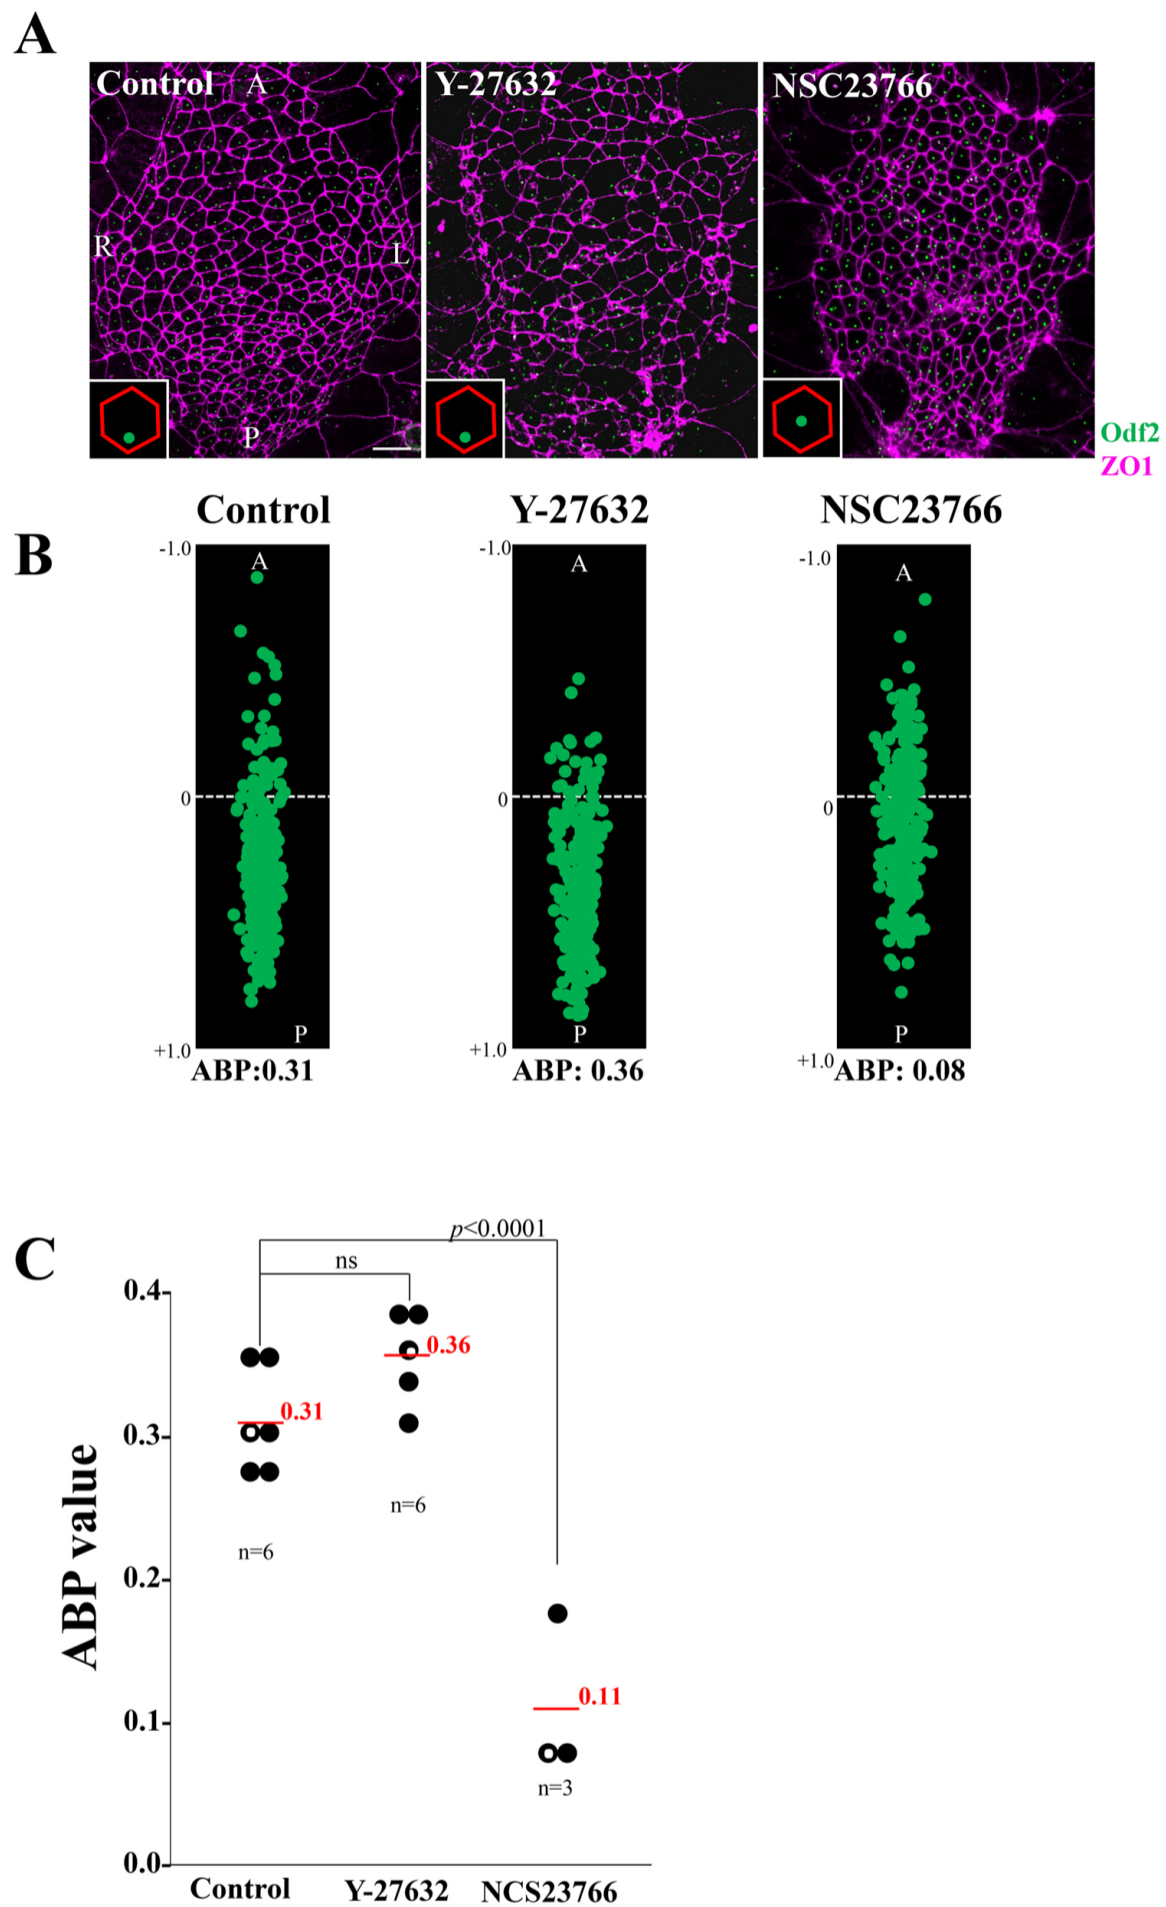 A
Control
A
R
L
P
Y-27632
NSC23766
Odf2
ZO1
B
Control
Y-27632
NSC23766
-1.0
A
0
P
+1.0
ABP:0.31
-1.0
A
0
P
+1.0
ABP: 0.36
-1.0
A
0
P
+1.0
ABP: 0.08
C
p<0.0001
ns
ABP value
0.4
0.3
0.2
0.1
0.0
0.31
n=6
0.36
n=6
0.11
n=3
Control
Y-27632
NCS23766